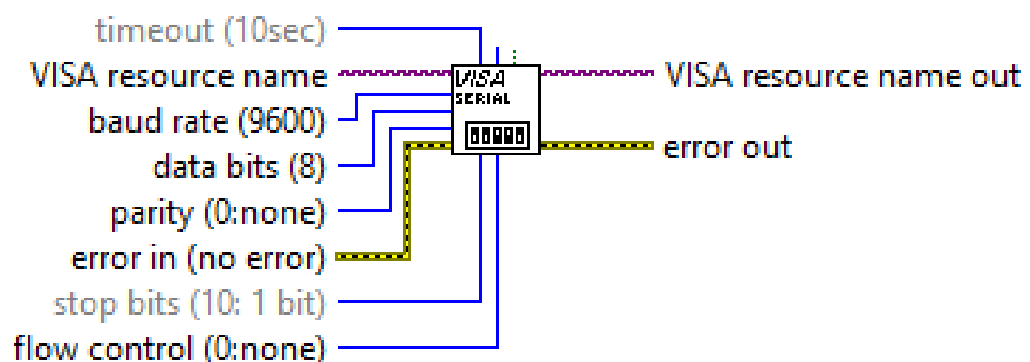 timeout (10sec)
VISA resource name
VISA
SERIAL
VISA resource name out
baud rate (9600)
error out
data bits (8)
parity (0:none)
error in (no error)
stop bits (10: 1 bit)
flow control (0:none)